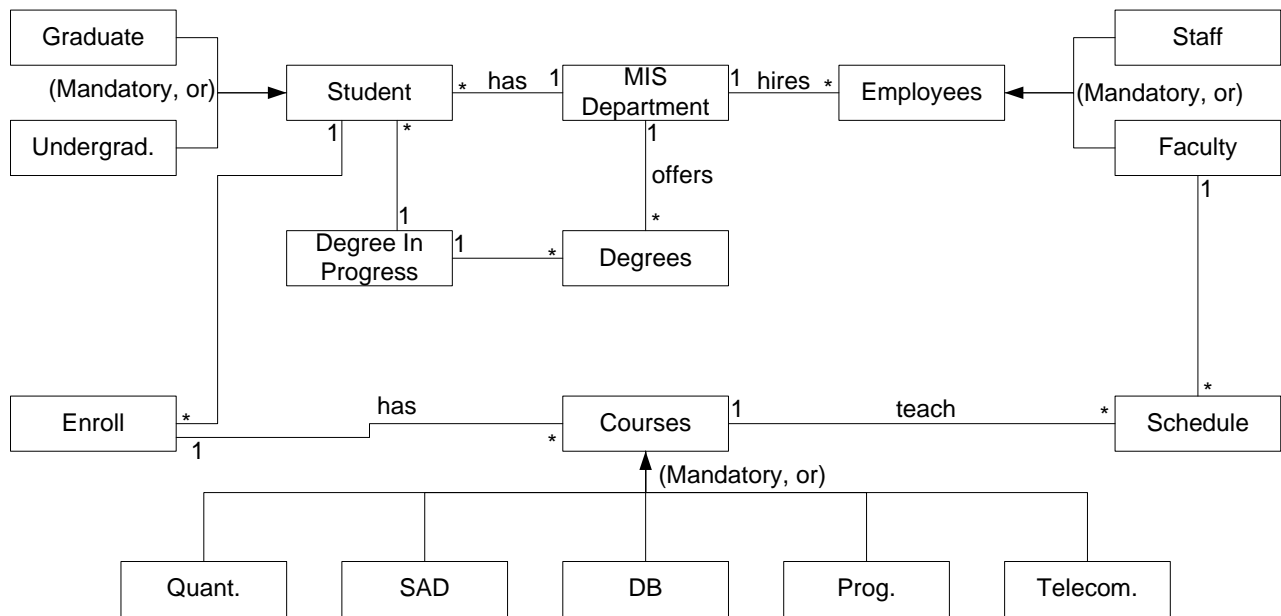 Graduate
Staff
(Mandatory, or)
Student
*
has
1
MIS
Department
1
hires
*
Employees
(Mandatory, or)
Undergrad.
1
*
1
Faculty
offers
1
1
*
Degree In
Progress
1
*
Degrees
*
Enroll
*
has
Courses
1
teach
*
Schedule
1
*
(Mandatory, or)
Quant.
SAD
DB
Prog.
Telecom.